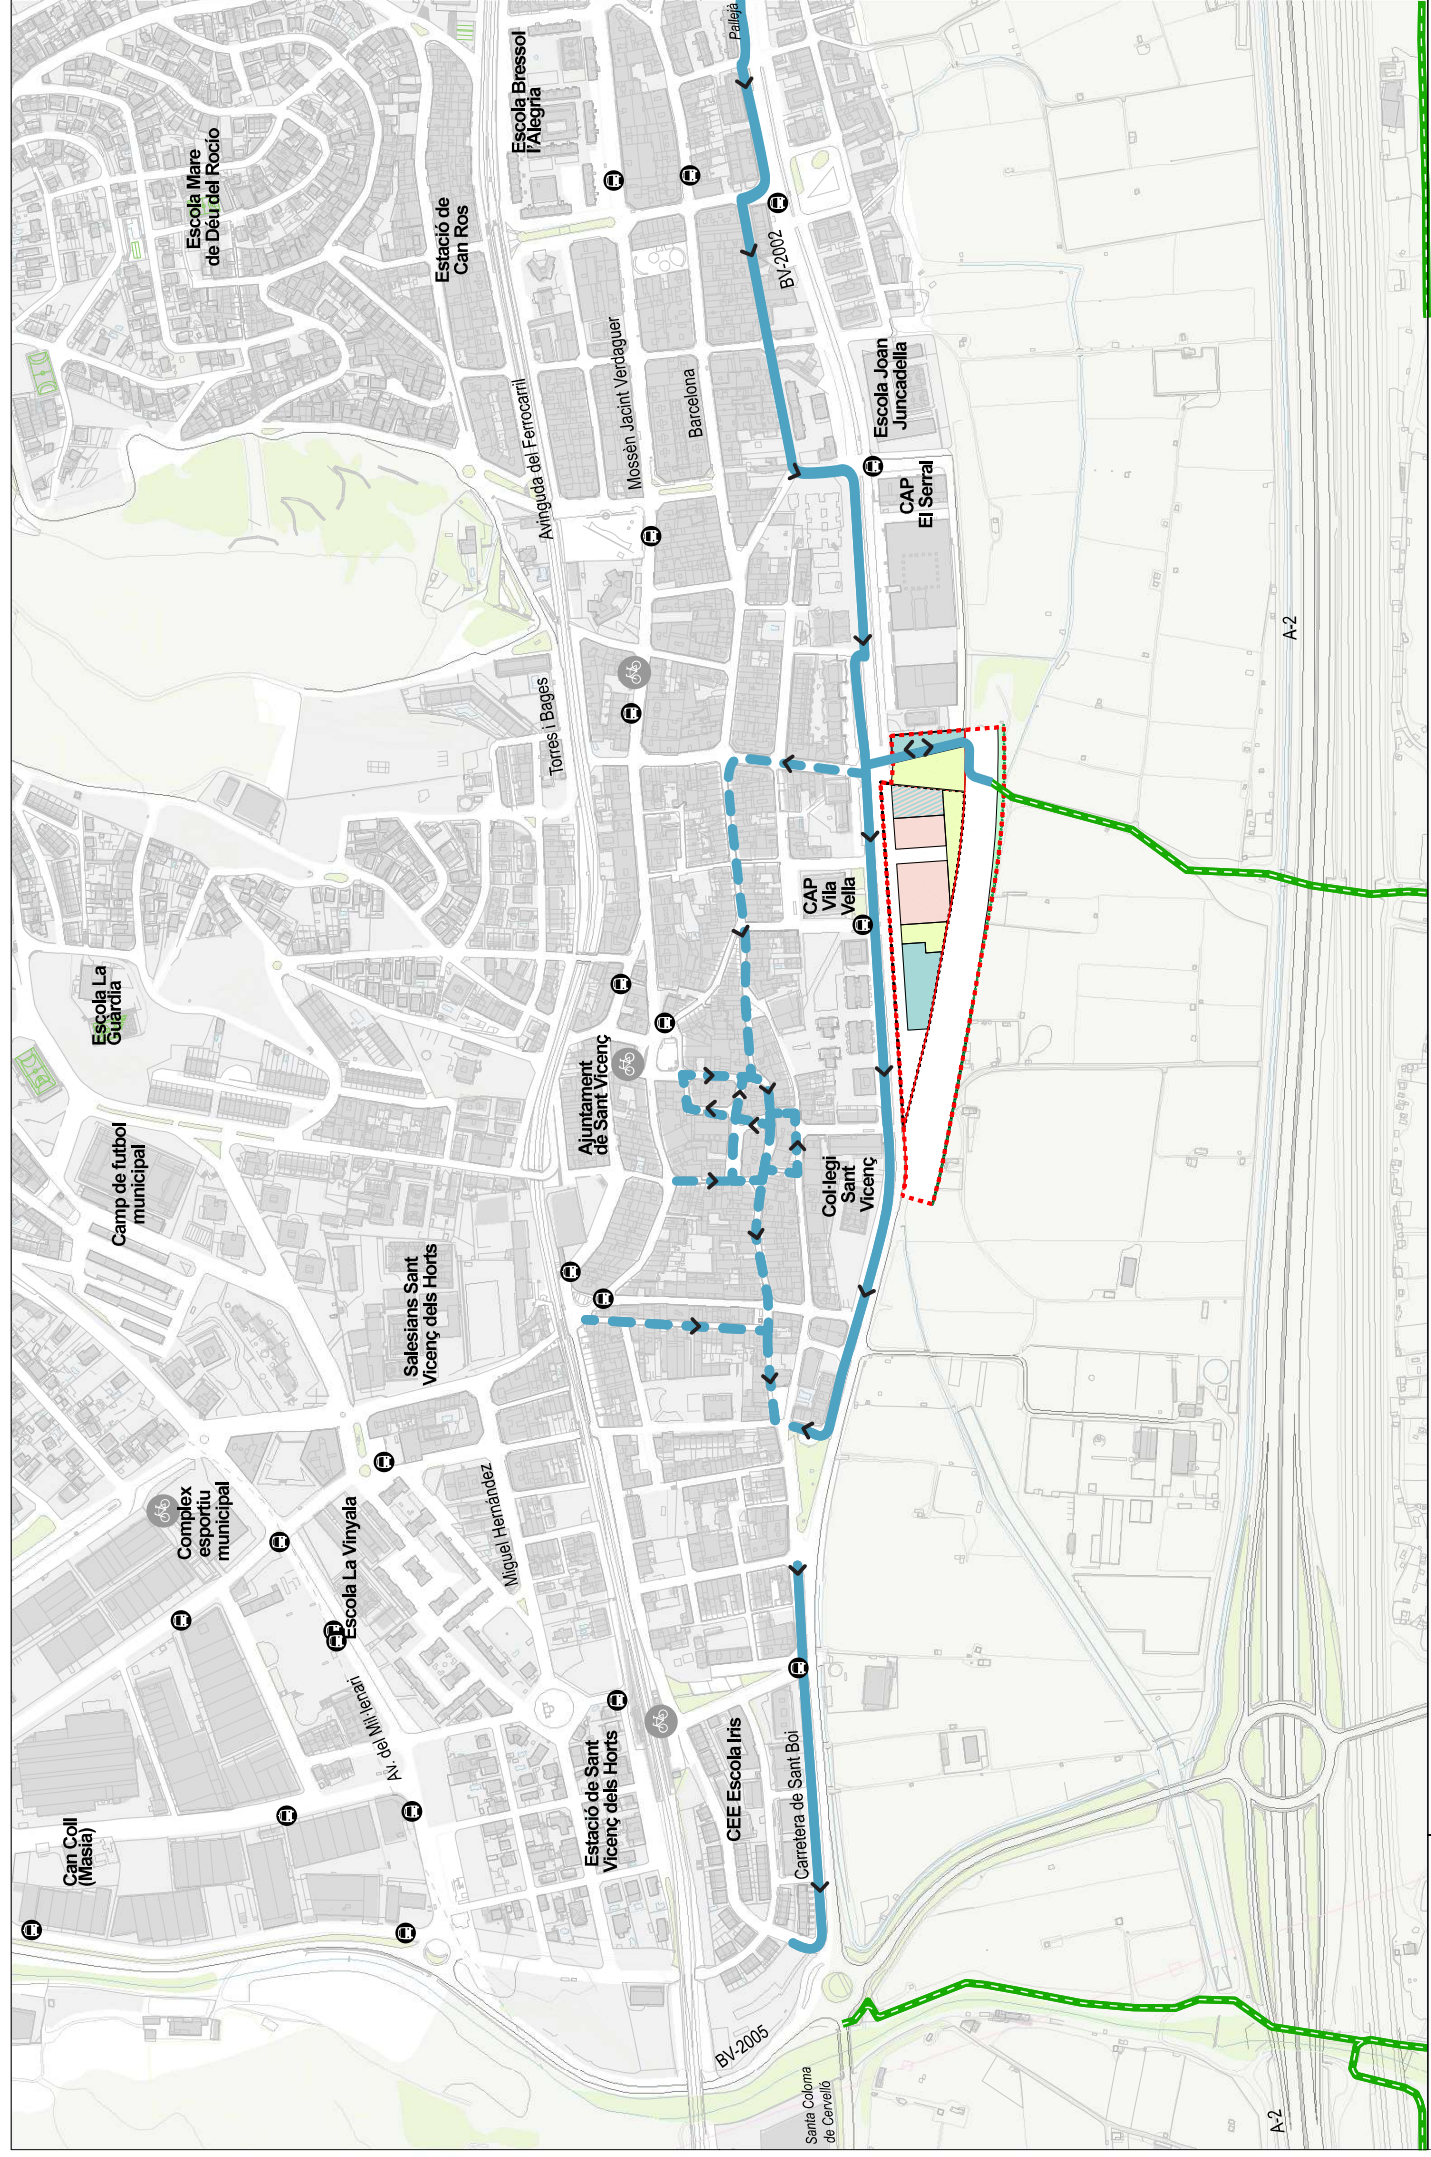 Pallejà
Escola Bressol
l'Alegria
Escola Mare
de Déu del Rocío
Estació de
Can Ros
BV-2002
Mossèn Jacint Verdaguer
Barcelona
Avinguda del Ferrocarril
Escola Joan
Juncadella
CAP
El Serral
A-2
Torres i Bages
CAP
Vila
Vella
Escola La
Guàrdia
Ajuntament
de Sant Vicenç
Camp de futbol
municipal
Col·legi
Sant
Vicenç
Salesians Sant
Vicenç dels Horts
Complex
esportiu
municipal
Escola La Vinyala
Miguel Hernández
Av. del Mil·lenari
Estació de Sant
Vicenç dels Horts
CEE Escola Iris
Carretera de Sant Boi
Can Coll
(Masia)
BV-2005
Santa Coloma
de Cervelló
A-2